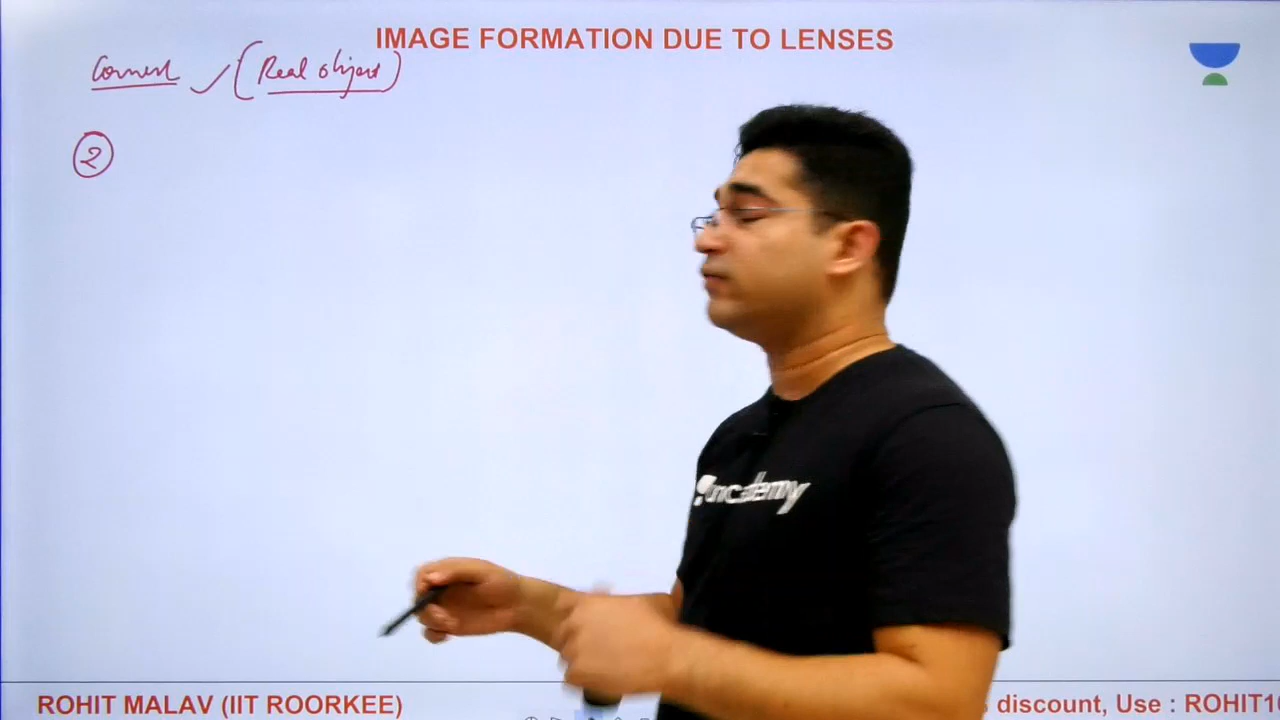 IMAGE FORMATION DUE TO LENSES
Convex (Real object)
2
unacademy
ROHIT MALAV (IIT ROORKEE)
discount, Use : ROHIT1